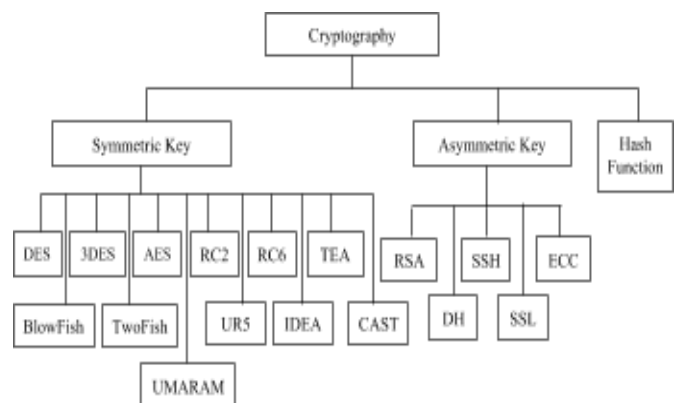 Cryptography
Symmetric Key
Asymmetric Key
Hash
Function
DES
3DES
AES
RC2
RC6
TEA
RSA
SSH
ECC
BlowFish
TwoFish
UR5
IDEA
CAST
DH
SSL
UMARAM